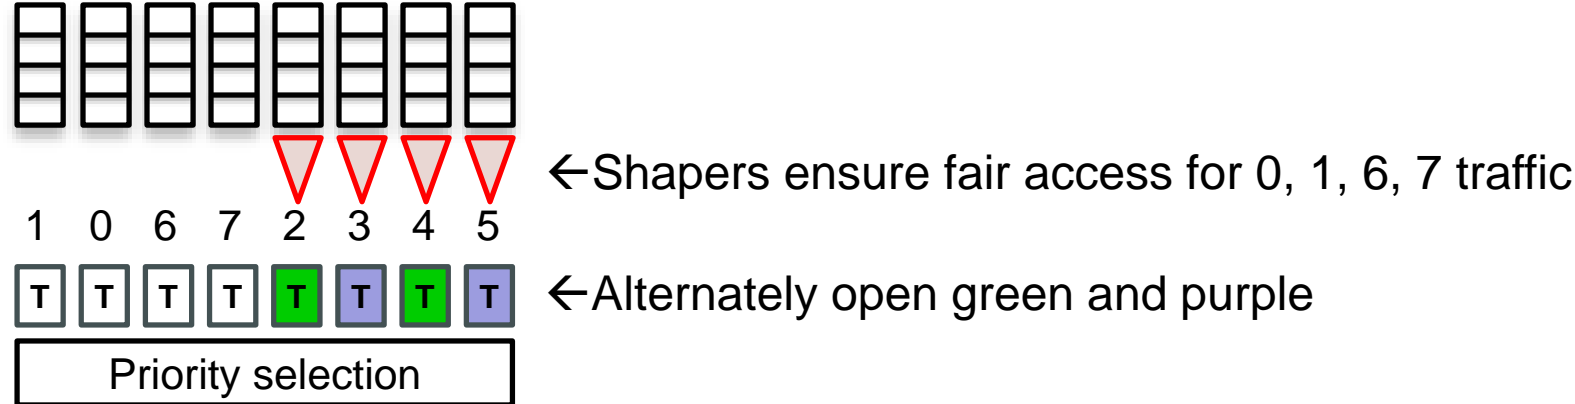 ←Shapers ensure fair access for 0, 1, 6, 7 traffic
1 0 6 7 2 3 4 5
T T T T T T T T
←Alternately open green and purple
Priority selection